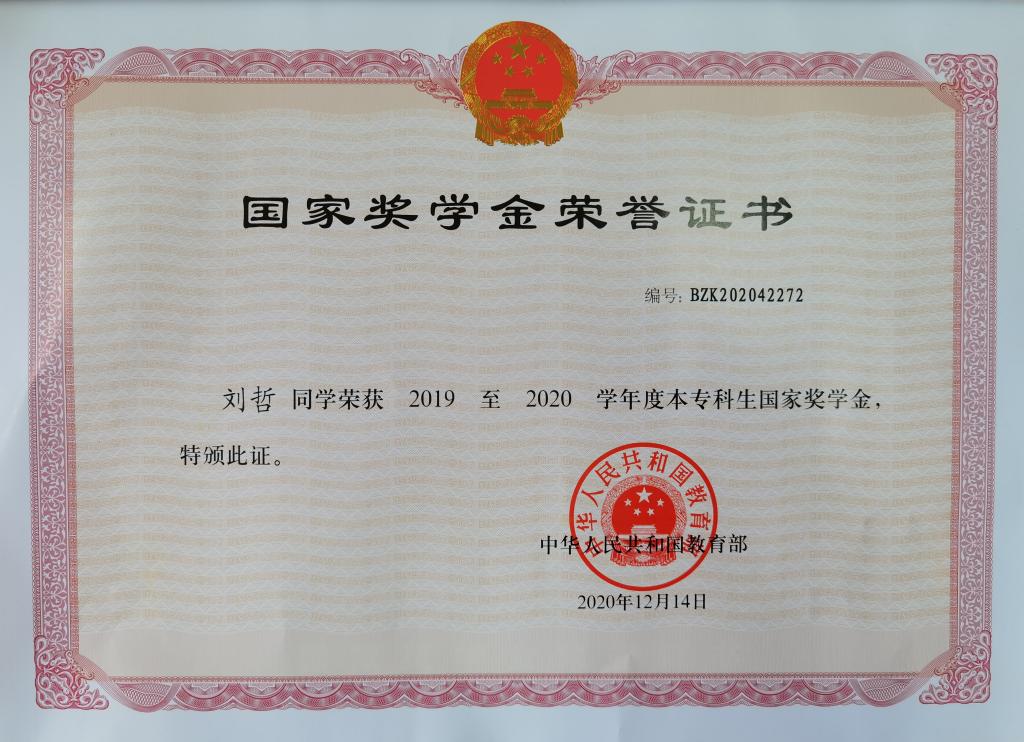 国家奖学金荣誉证书
编号: BZK202042272
刘哲 同学荣获 2019 至 2020 学年度本专科生国家奖学金，
特颁此证。
中华人民共和国教育部
中华人民共和国教育部
2020年12月14日